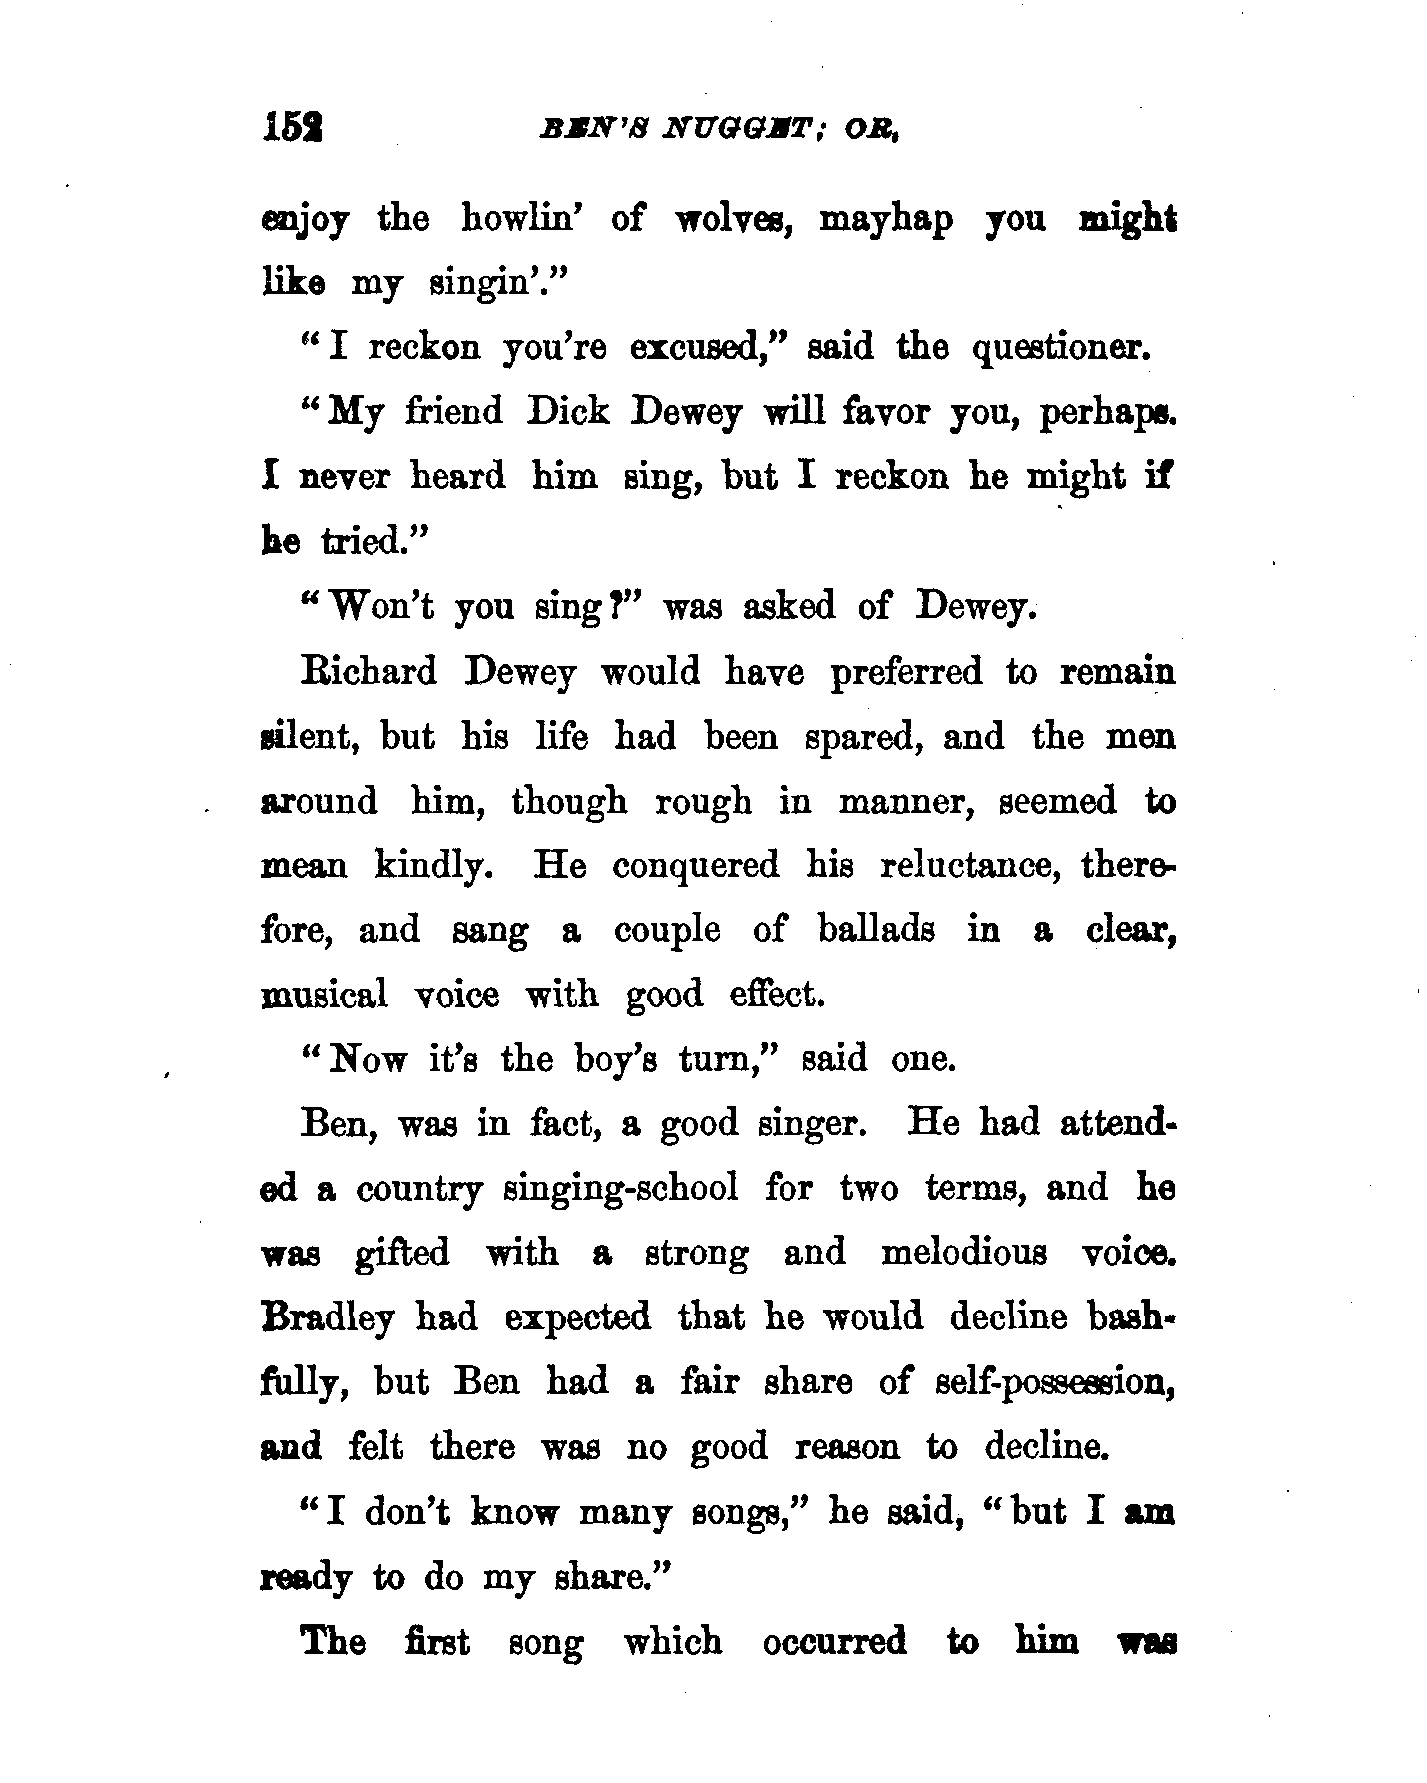 152 BEN'S NUGGET; OR,
enjoy the howlin' of wolves, mayhap you might
like my singin'."
"I reckon you're excused," said the questioner.
"My friend Dick Dewey will favor you, perhaps.
I never heard him sing, but I reckon he might if
he tried."
"Won't you sing?" was asked of Dewey.
Richard Dewey would have preferred to remain
silent, but his life had been spared, and the men
around him, though rough in manner, seemed to
mean kindly. He conquered his reluctance, there-
fore, and sang a couple of ballads in a clear,
musical voice with good effect.
"Now it's the boy's turn," said one.
Ben, was in fact, a good singer. He had attend-
ed a country singing-school for two terms, and he
was gifted with a strong and melodious voice.
Bradley had expected that he would decline bash-
fully, but Ben had a fair share of self-possession,
and felt there was no good reason to decline.
"I don't know many songs," he said, "but I am
ready to do my share."
The first song which occurred to him was